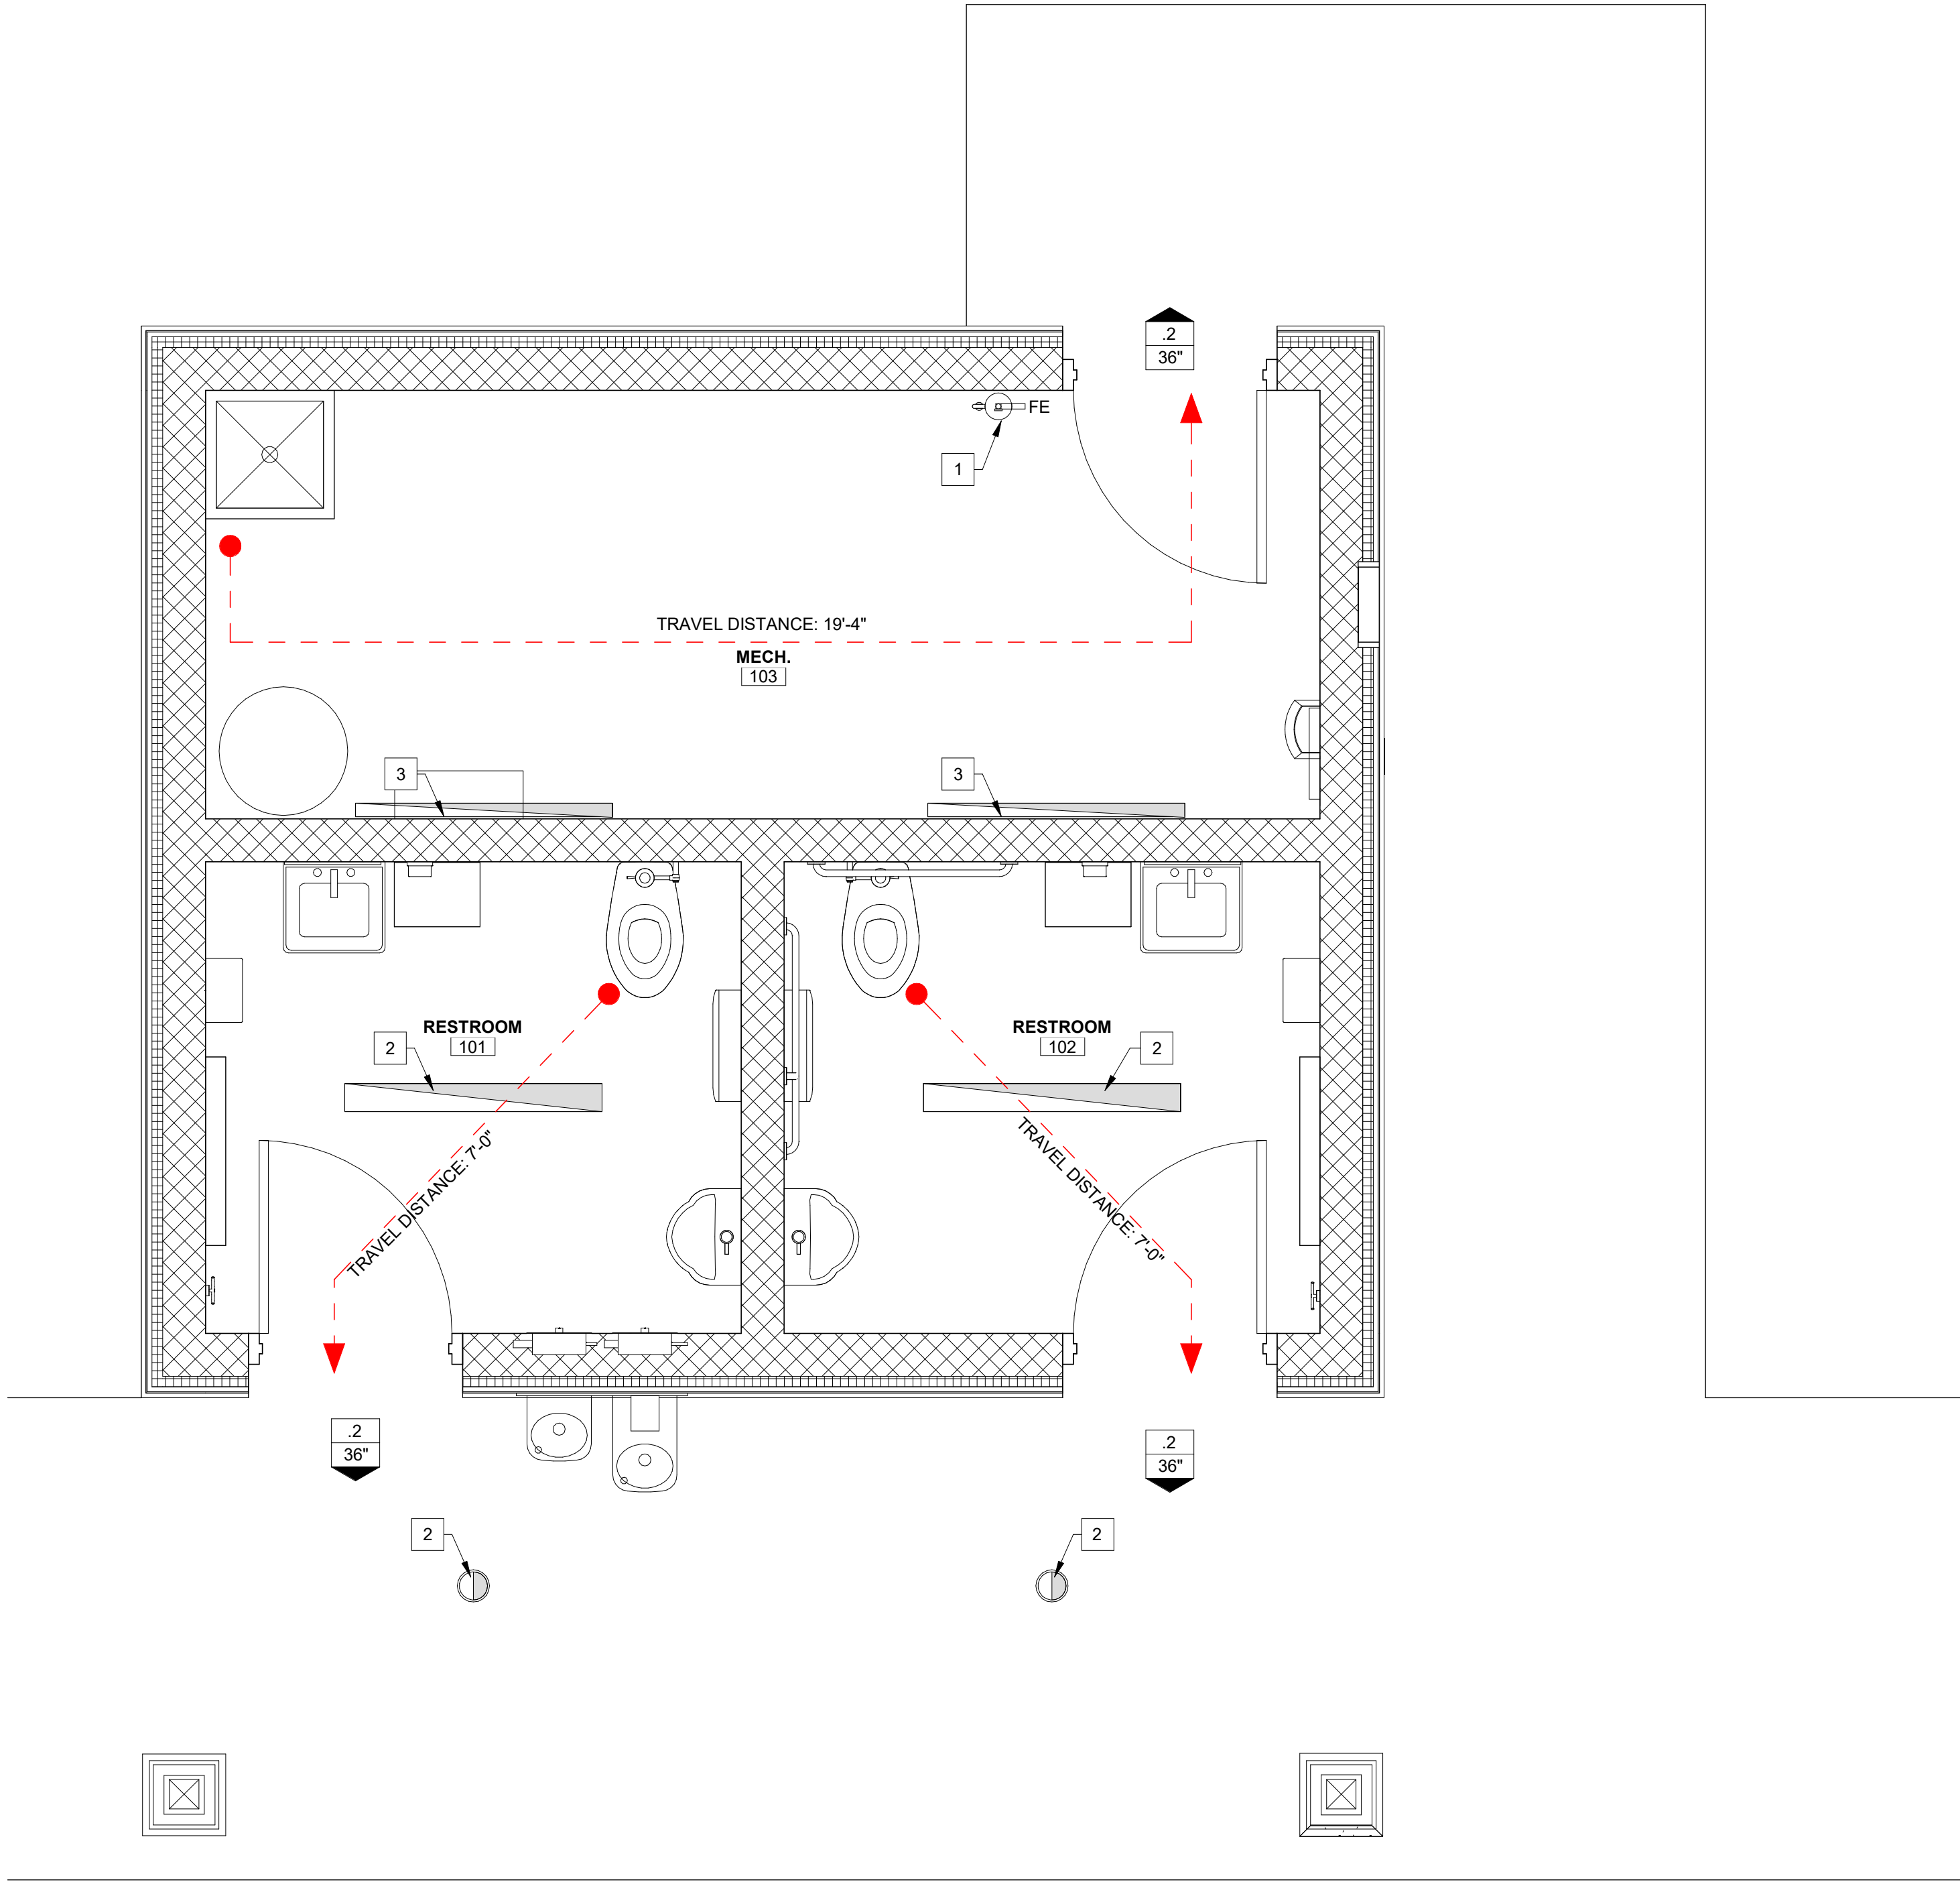 .2
36"
FE
1
TRAVEL DISTANCE: 19'-4"
MECH.
103
3
3
RESTROOM
101
RESTROOM
102
2
2
TRAVEL DISTANCE: 7'-0"
TRAVEL DISTANCE: 7'-0"
.2
36"
.2
36"
2
2